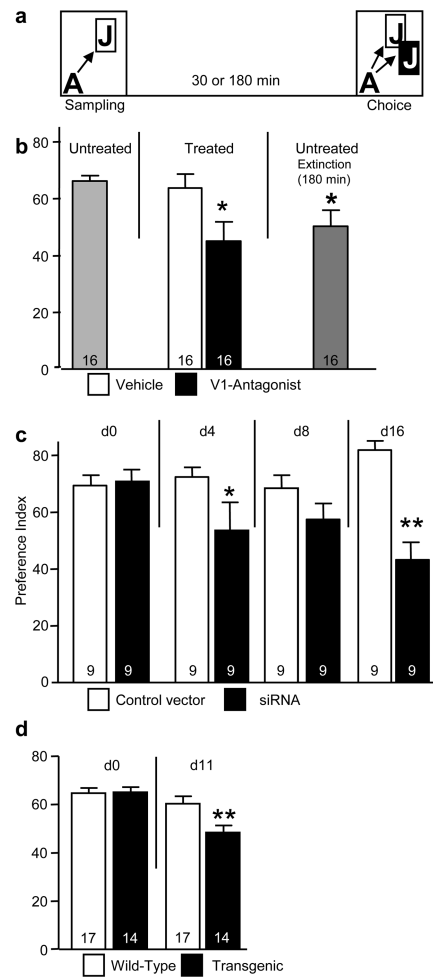 a
J
A
Sampling
30 or 180 min
J
J
A
Choice
b
Untreated
Treated
Untreated
Extinction
(180 min)
80
60
40
20
0
*
*
16
16
16
16
Vehicle
V1-Antagonist
c
d0
d4
d8
d16
Preference Index
80
60
40
20
0
*
**
9
9
9
9
9
9
9
9
Control vector
siRNA
d
d0
d11
80
60
40
20
0
**
17
14
17
14
Wild-Type
Transgenic